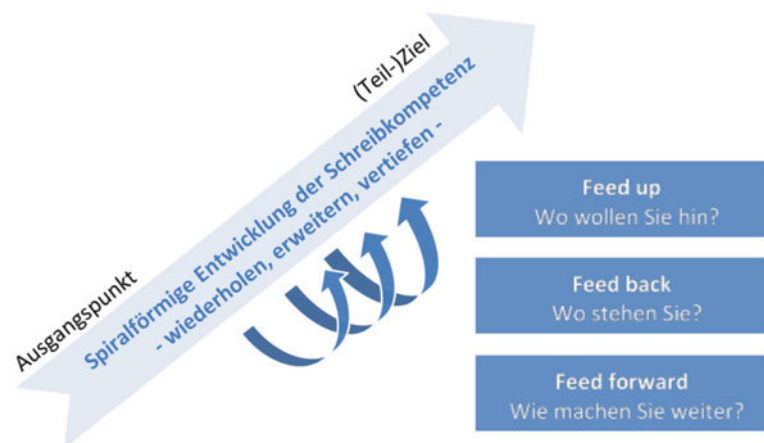 (Teil-)Ziel
Ausgangspunkt
Spiralförmige Entwicklung der Schreibkompetenz
- wiederholen, erweitern, vertiefen -
Feed up
Wo wollen Sie hin?
Feed back
Wo stehen Sie?
Feed forward
Wie machen Sie weiter?